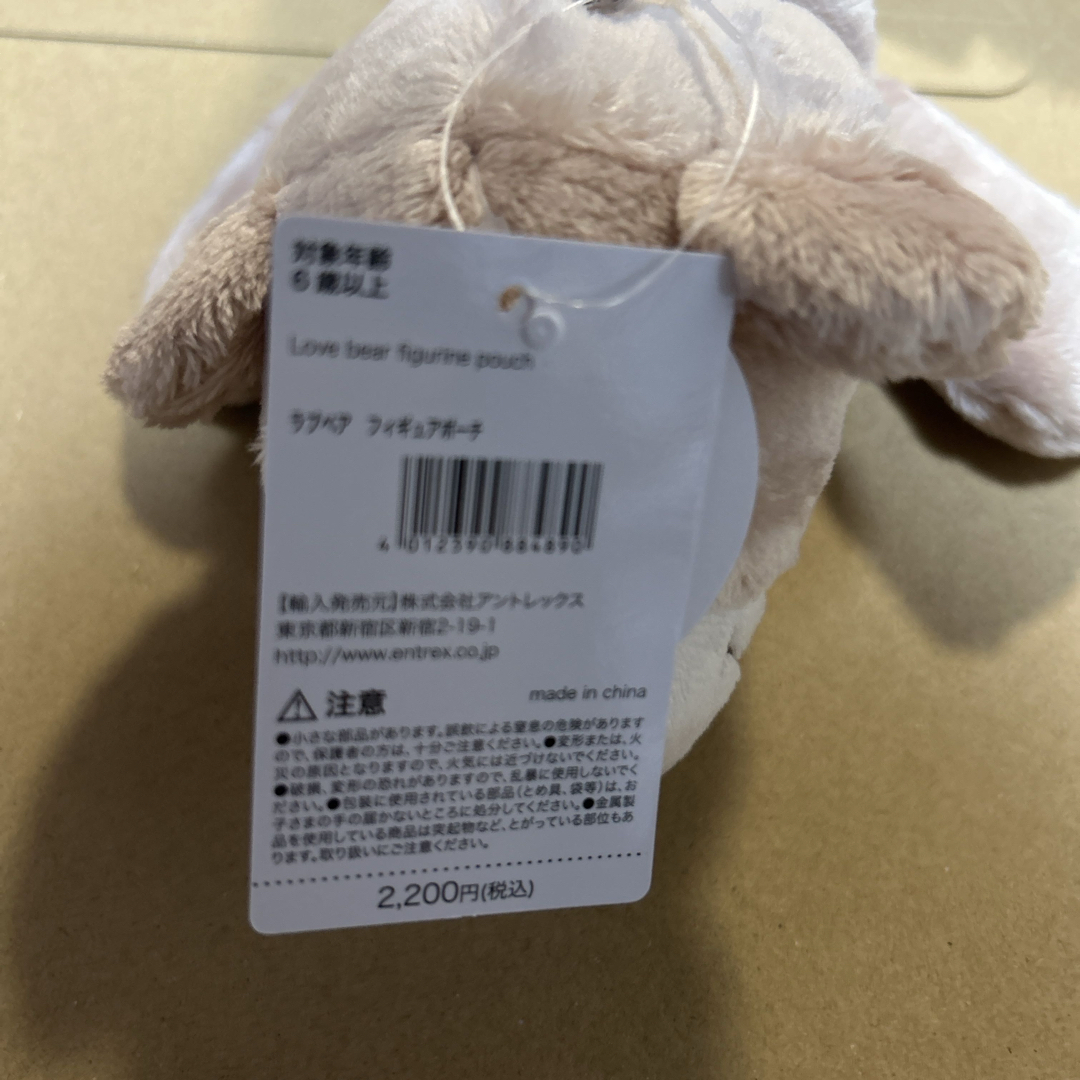 対象年齢
6歳以上
Love bear figurine pouch
ラブベア フィギュアポーチ
4 012390 884890
【輸入発売元】株式会社アントレックス
東京都新宿区新宿2-19-1
http://www.entrex.co.jp
注意
made in china
●小さな部品があります。誤飲による窒息の危険があります
ので、保護者の方は、十分ご注意ください。●変形または、火
災の原因となりますので、火気には近づけないでください。
●破損、変形の恐れがありますので、乱暴に使用しないでく
ださい。●包装に使用されている部品(とめ具、袋等)は、お
子さまの手の届かないところに処分してください。●金属製
品を使用している商品は突起物など、とがっている部位もあ
ります。取り扱いにご注意ください。
2,200円(税込)